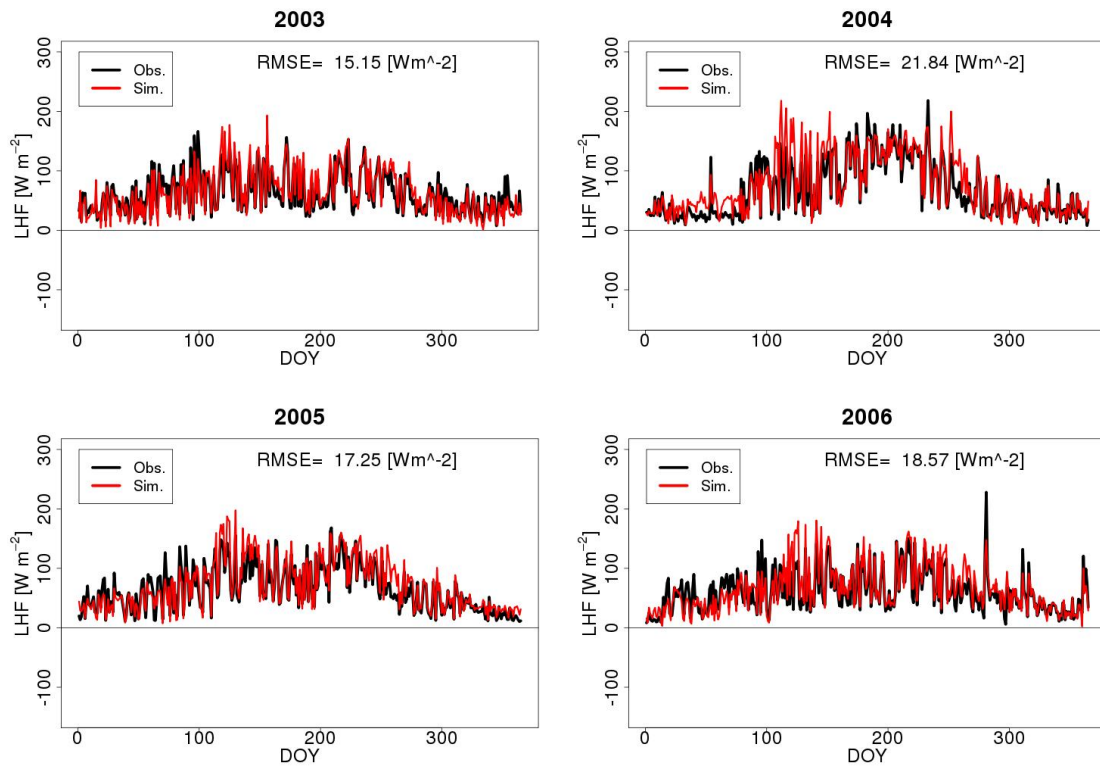 2003
RMSE= 15.15 [Wm^-2]
Obs.
Sim.
LHF [W m−2]
300
200
100
0
-100
0 100 200 300
DOY
2004
RMSE= 21.84 [Wm^-2]
Obs.
Sim.
LHF [W m−2]
300
200
100
0
-100
0 100 200 300
DOY
2005
RMSE= 17.25 [Wm^-2]
Obs.
Sim.
LHF [W m−2]
300
200
100
0
-100
0 100 200 300
DOY
2006
RMSE= 18.57 [Wm^-2]
Obs.
Sim.
LHF [W m−2]
300
200
100
0
-100
0 100 200 300
DOY